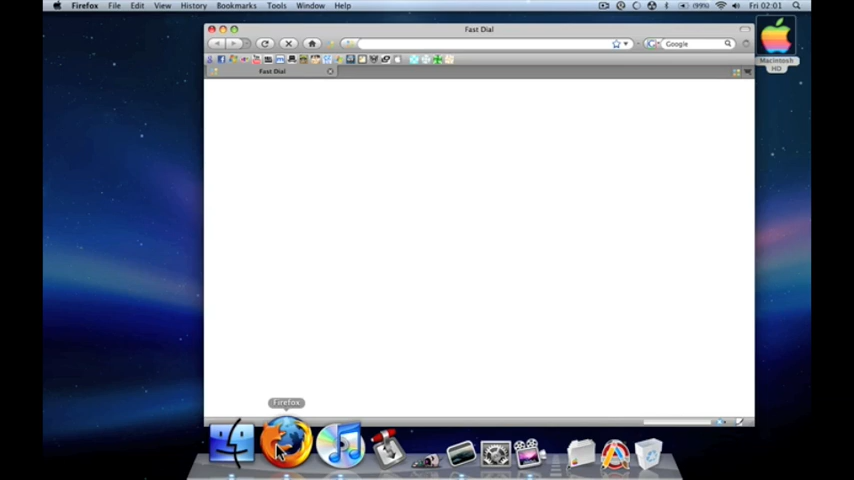 Firefox File Edit View History Bookmarks Tools Window Help (99%) Fri 02:01
Fast Dial
Google
Fast Dial
Macintosh HD
Firefox